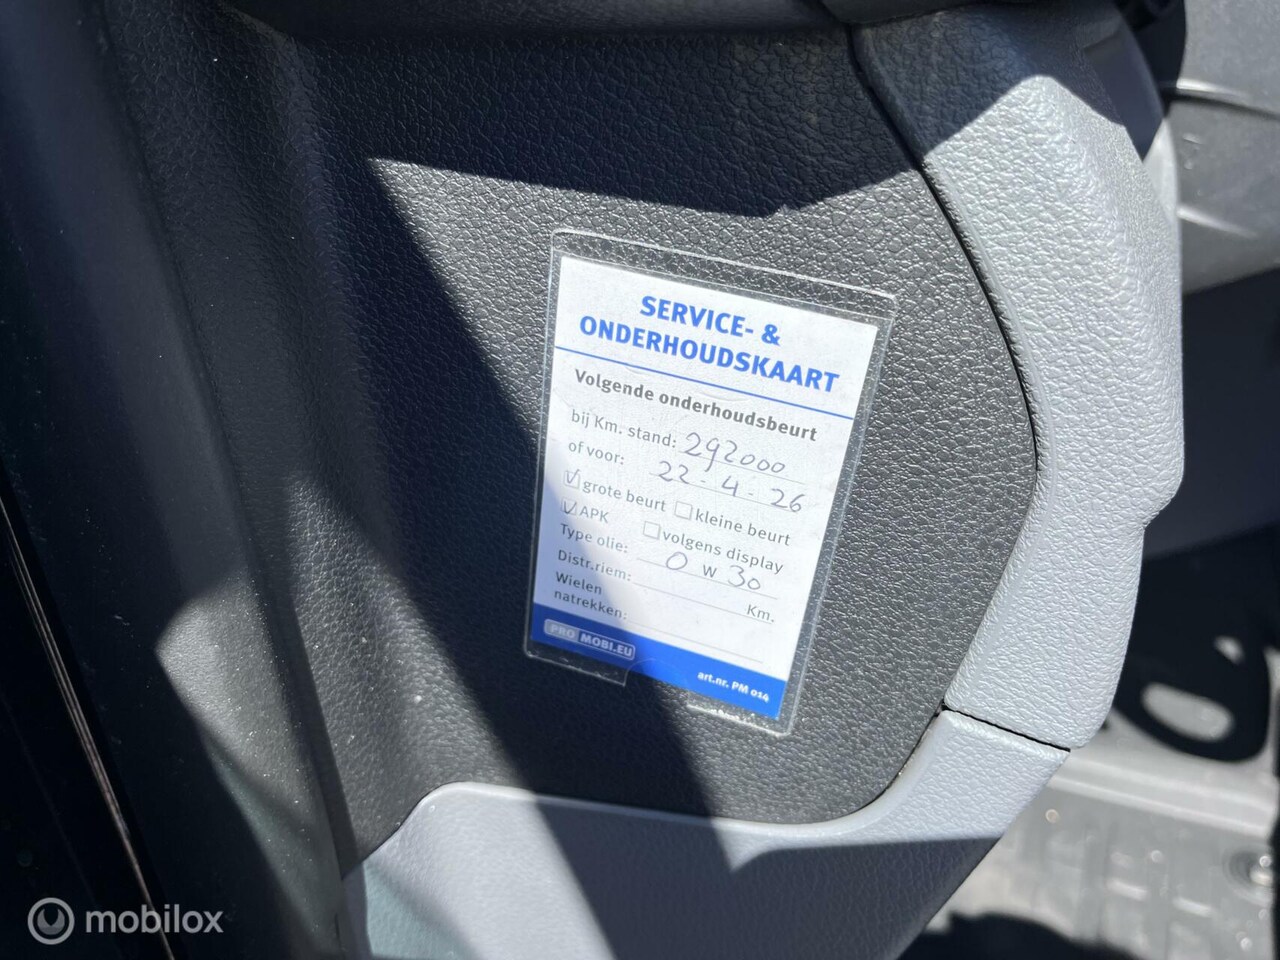 SERVICE- &
ONDERHOUDSKAART
Volgende onderhoudsbeurt
bij Km. stand: 292000
of voor: 22-4-26
☑ grote beurt ☐ kleine beurt
☑ APK ☐ volgens display
Type olie: 0 W 30
Distr.riem: Km.
Wielen
natrekken:
PRO MOBI.EU
art.nr. PM 014
mobilox